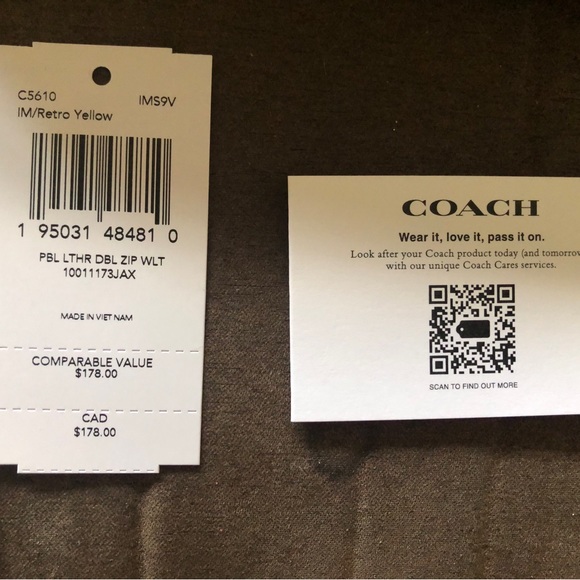 C5610 IMS9V
IM/Retro Yellow
1 95031 48481 0
PBL LTHR DBL ZIP WLT
10011173JAX
MADE IN VIET NAM
COMPARABLE VALUE
$178.00
CAD
$178.00
COACH
Wear it, love it, pass it on.
Look after your Coach product today (and tomorrow
with our unique Coach Cares services.
SCAN TO FIND OUT MORE